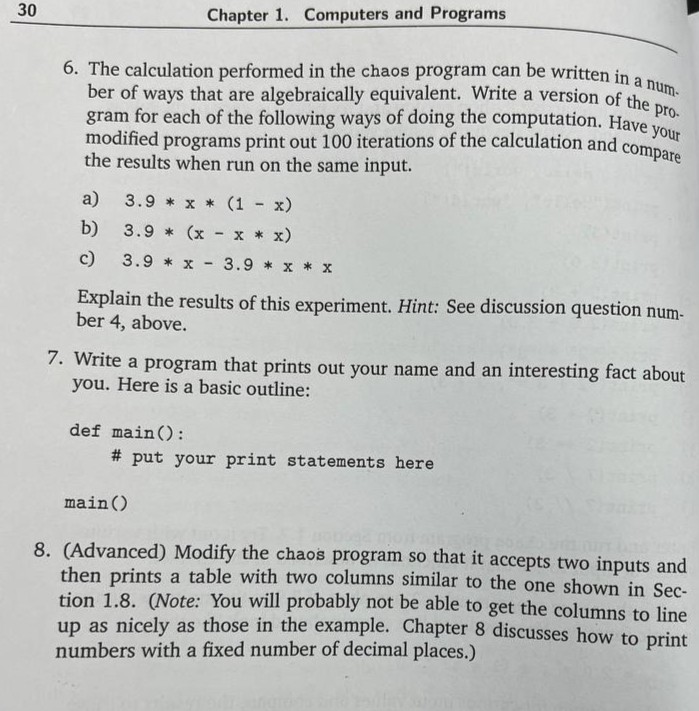 30
Chapter 1. Computers and Programs
6. The calculation performed in the chaos program can be written in a num-
ber of ways that are algebraically equivalent. Write a version of the pro-
gram for each of the following ways of doing the computation. Have your
modified programs print out 100 iterations of the calculation and compare
the results when run on the same input.
a) 3.9 * x * (1 - x)
b) 3.9 * (x - x * x)
c) 3.9 * x - 3.9 * x * x
Explain the results of this experiment. Hint: See discussion question num-
ber 4, above.
7. Write a program that prints out your name and an interesting fact about
you. Here is a basic outline:
def main():
# put your print statements here
main()
8. (Advanced) Modify the chaos program so that it accepts two inputs and
then prints a table with two columns similar to the one shown in Sec-
tion 1.8. (Note: You will probably not be able to get the columns to line
up as nicely as those in the example. Chapter 8 discusses how to print
numbers with a fixed number of decimal places.)